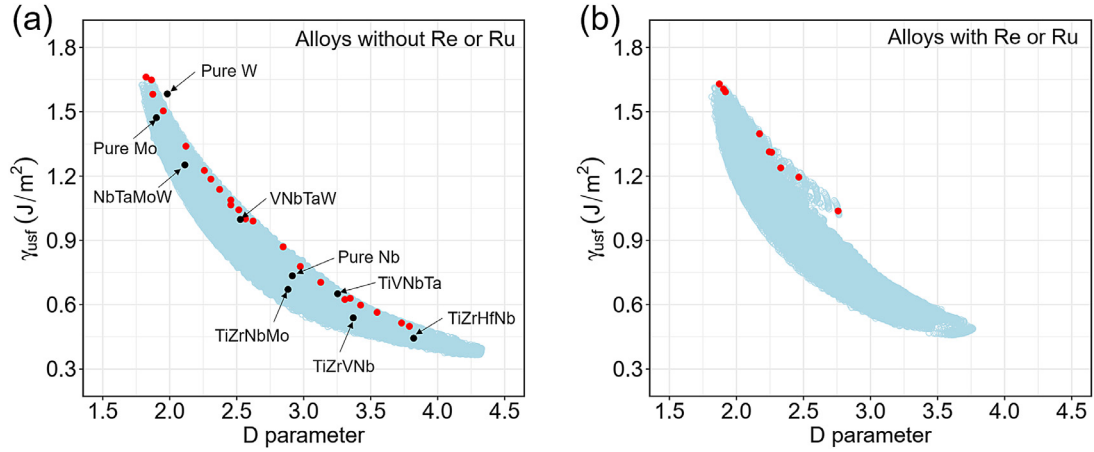 (a)
Alloys without Re or Ru
1.8
1.5
1.2
0.9
0.6
0.3
γusf (J/m²)
Pure W
Pure Mo
NbTaMoW
VNbTaW
Pure Nb
TiVNbTa
TiZrNbMo
TiZrHfNb
TiZrVNb
1.5 2.0 2.5 3.0 3.5 4.0 4.5
D parameter
(b)
Alloys with Re or Ru
1.8
1.5
1.2
0.9
0.6
0.3
γusf (J/m²)
1.5 2.0 2.5 3.0 3.5 4.0 4.5
D parameter